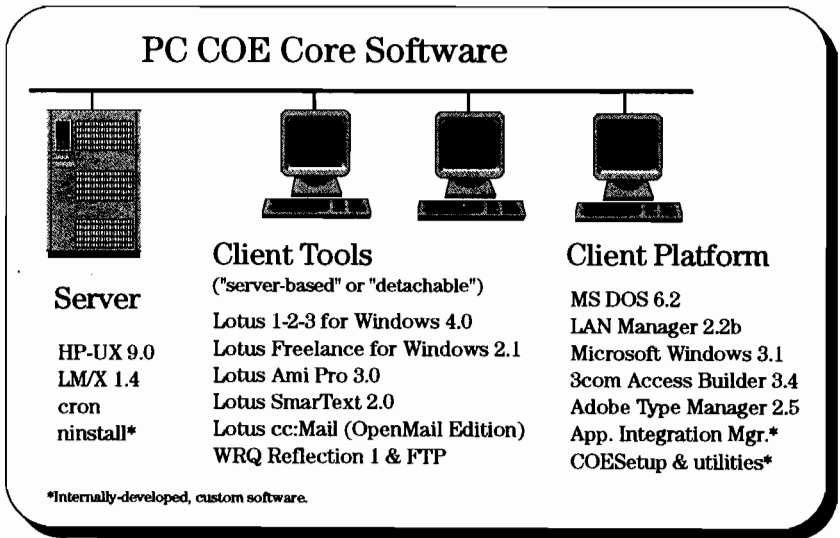 PC COE Core Software
Server
HP-UX 9.0
LM/X 1.4
cron
ninstall*
Client Tools
("server-based" or "detachable")
Lotus 1-2-3 for Windows 4.0
Lotus Freelance for Windows 2.1
Lotus Ami Pro 3.0
Lotus SmarText 2.0
Lotus cc:Mail (OpenMail Edition)
WRQ Reflection 1 & FTP
Client Platform
MS DOS 6.2
LAN Manager 2.2b
Microsoft Windows 3.1
3com Access Builder 3.4
Adobe Type Manager 2.5
App. Integration Mgr.*
COESetup & utilities*
*Internally-developed, custom software.